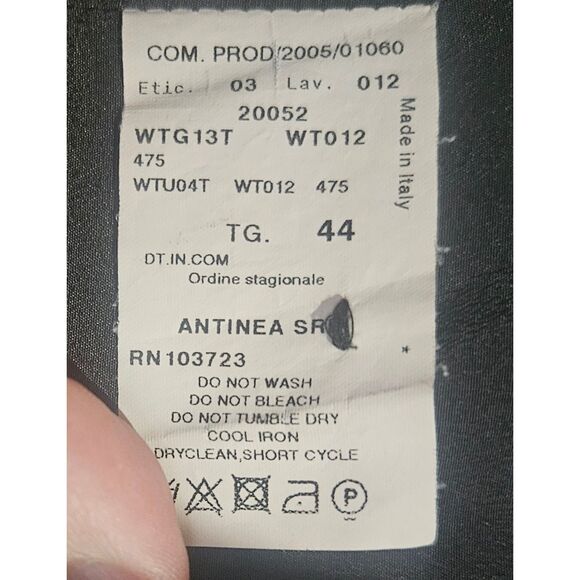 COM. PROD/2005/01060
Etic. 03 Lav. 012
20052
WTG13T WT012
475
WTU04T WT012 475
Made in Italy
TG. 44
DT.IN.COM
Ordine stagionale
ANTINEA
RN103723
*
DO NOT WASH
DO NOT BLEACH
DO NOT TUMBLE DRY
COOL IRON
DRYCLEAN,SHORT CYCLE
P